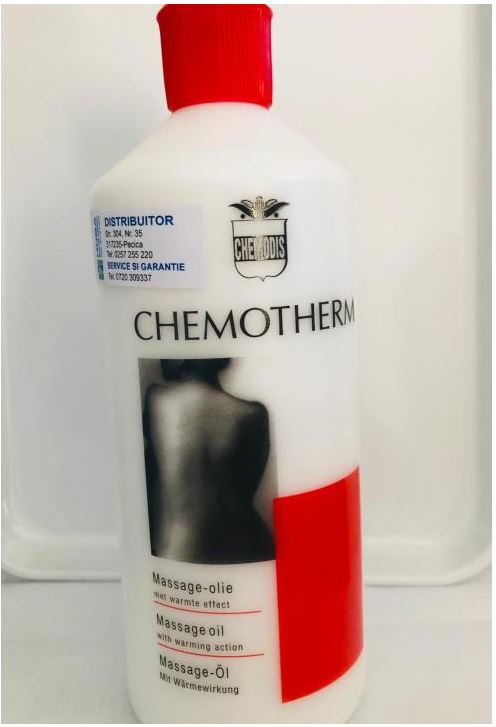 DISTRIBUITOR
Str. 304, Nr. 35
317235-Pecica
Tel: 0257 255 220
SERVICE SI GARANTIE
Tel: 0720 309337
CHEMODIS
CHEMOTHERM
Massage-olie
met warmte effect
Massage oil
with warming action
Massage-Öl
Mit Wärmewirkung